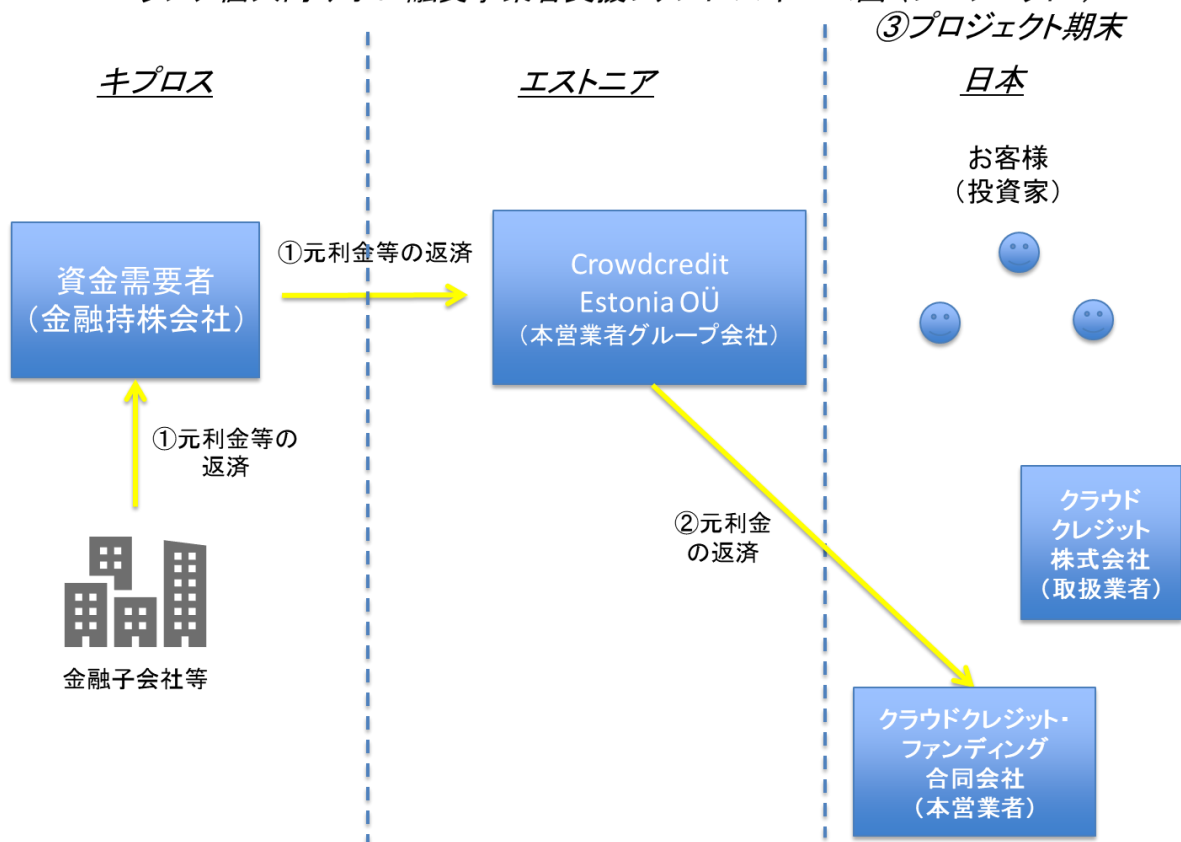 ③プロジェクト期末
キプロス
エストニア
日本
お客様
（投資家）
資金需要者
（金融持株会社）
①元利金等の返済
Crowdcredit
Estonia OÜ
（本営業者グループ会社）
①元利金等の
返済
金融子会社等
②元利金
の返済
クラウド
クレジット
株式会社
（取扱業者）
クラウドクレジット・
ファンディング
合同会社
（本営業者）